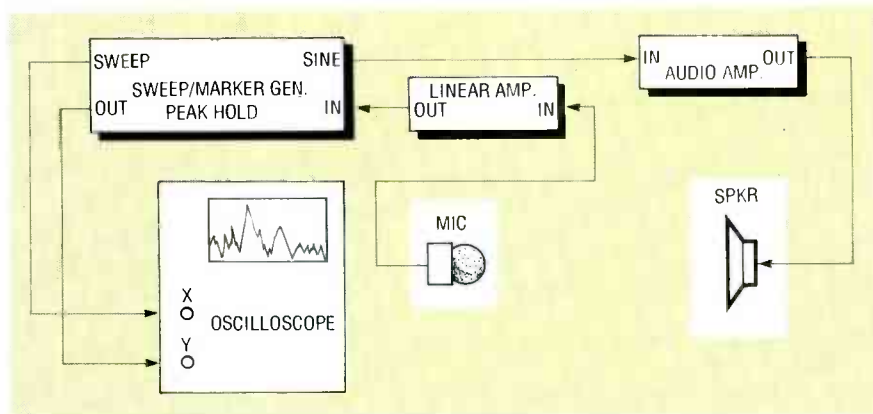 SWEEP SINE
SWEEP/MARKER GEN.
OUT PEAK HOLD IN
LINEAR AMP.
OUT IN
IN OUT
AUDIO AMP.
SPKR
MIC
X
OSCILLOSCOPE
Y